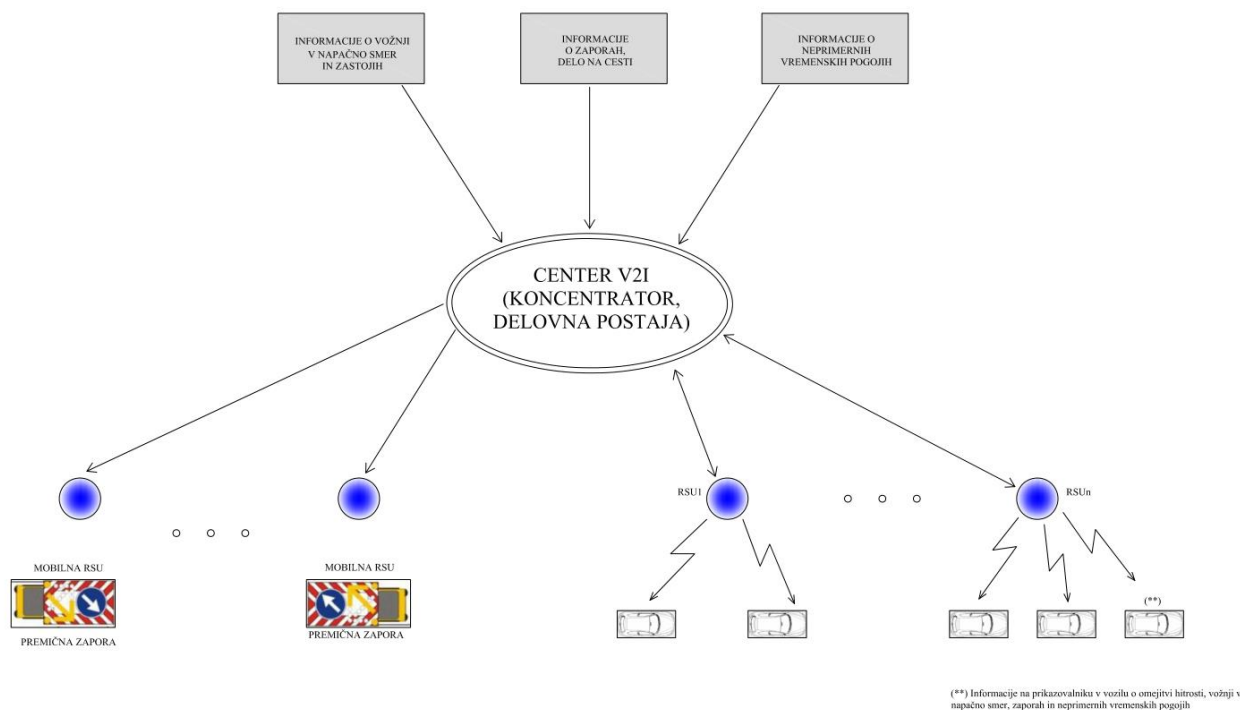 INFORMACIJE O VOŽNJI
V NAPAČNO SMER
IN ZASTOJIH
INFORMACIJE
O ZAPORAH,
DELO NA CESTI
INFORMACIJE O
NEPRIMERNIH
VREMENSKIH POGOJIH
CENTER V2I
(KONCENTRATOR,
DELOVNA POSTAJA)
RSU1
RSUn
MOBILNA RSU
PREMIČNA ZAPORA
MOBILNA RSU
PREMIČNA ZAPORA
(**)
(**) Informacije na prikazovalniku v vozilu o omejitvi hitrosti, vožnji v
napačno smer, zaporah in neprimernih vremenskih pogojih